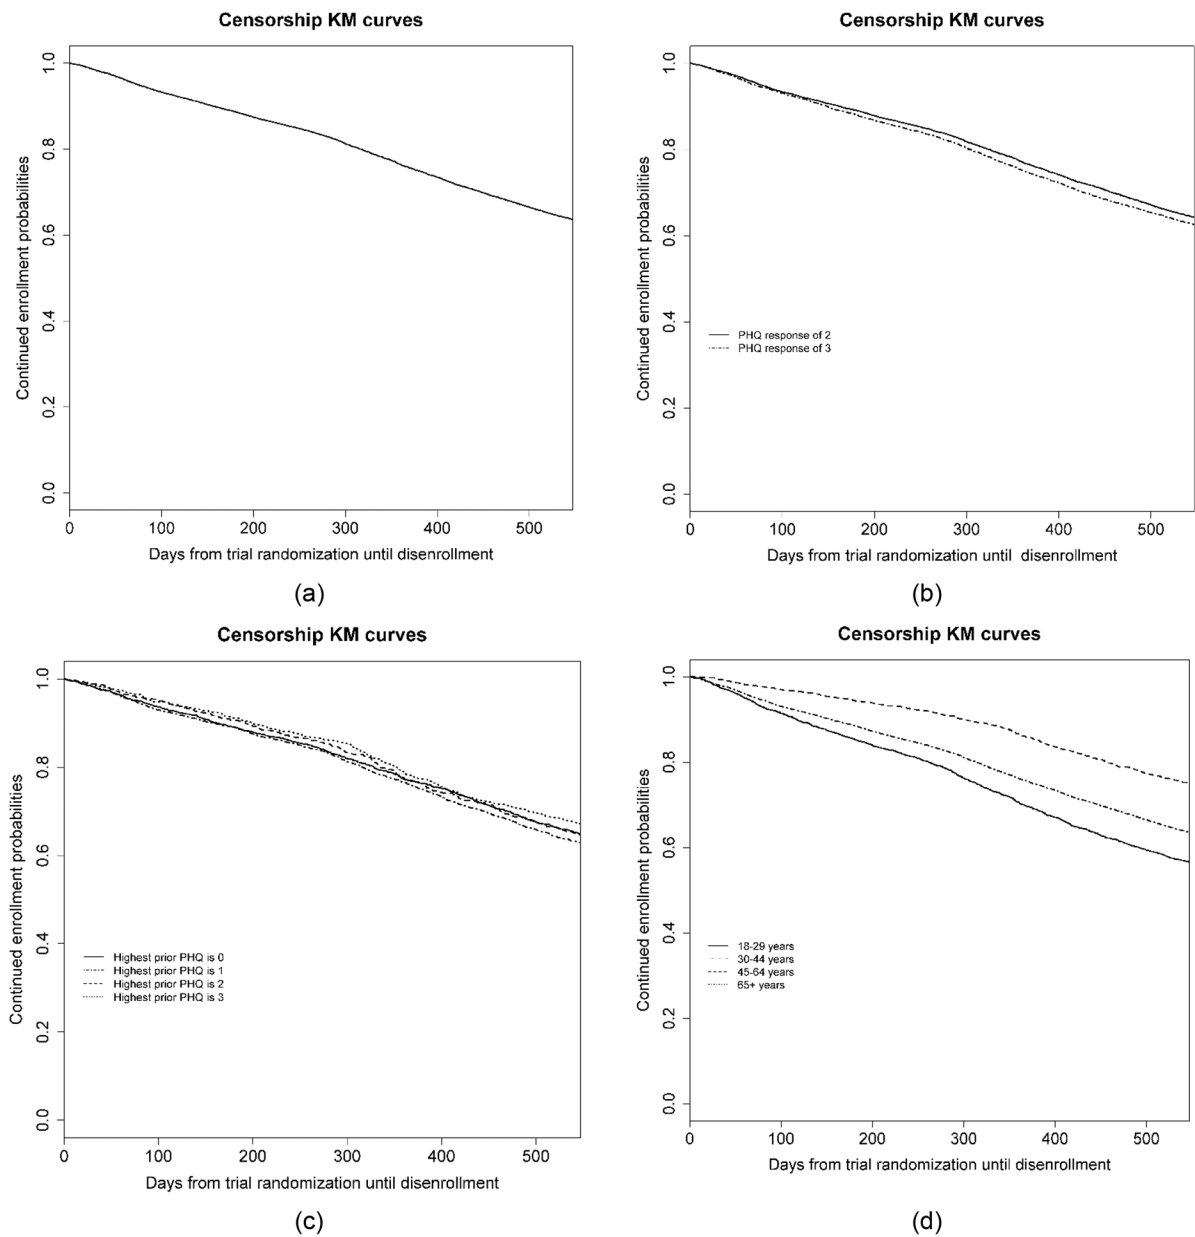 Censorship KM curves
Continued enrollment probabilities
1.0
0.8
0.6
0.4
0.2
0.0
0 100 200 300 400 500
Days from trial randomization until disenrollment
(a)
Censorship KM curves
Continued enrollment probabilities
1.0
0.8
0.6
0.4
0.2
0.0
PHQ response of 2
PHQ response of 3
0 100 200 300 400 500
Days from trial randomization until disenrollment
(b)
Censorship KM curves
Continued enrollment probabilities
1.0
0.8
0.6
0.4
0.2
0.0
Highest prior PHQ is 0
Highest prior PHQ is 1
Highest prior PHQ is 2
Highest prior PHQ is 3
0 100 200 300 400 500
Days from trial randomization until disenrollment
(c)
Censorship KM curves
Continued enrollment probabilities
1.0
0.8
0.6
0.4
0.2
0.0
18-29 years
30-44 years
45-64 years
65+ years
0 100 200 300 400 500
Days from trial randomization until disenrollment
(d)